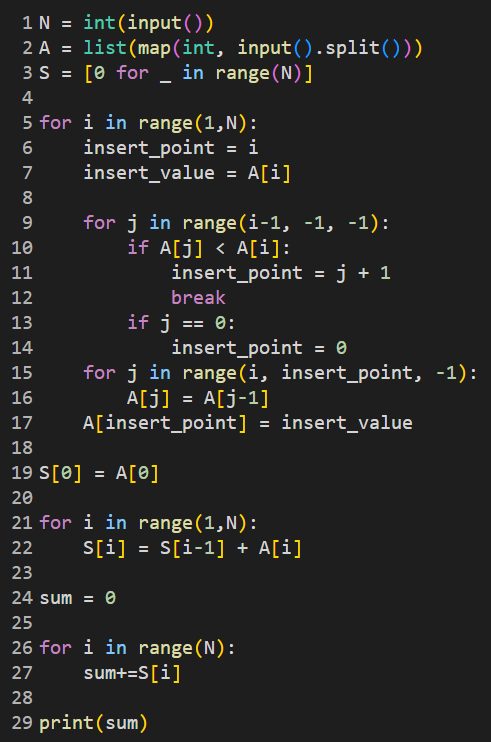 1 N = int(input())
2 A = list(map(int, input().split()))
3 S = [0 for _ in range(N)]
4
5 for i in range(1,N):
6     insert_point = i
7     insert_value = A[i]
8
9     for j in range(i-1, -1, -1):
10         if A[j] < A[i]:
11             insert_point = j + 1
12             break
13         if j == 0:
14             insert_point = 0
15     for j in range(i, insert_point, -1):
16         A[j] = A[j-1]
17     A[insert_point] = insert_value
18
19 S[0] = A[0]
20
21 for i in range(1,N):
22     S[i] = S[i-1] + A[i]
23
24 sum = 0
25
26 for i in range(N):
27     sum+=S[i]
28
29 print(sum)